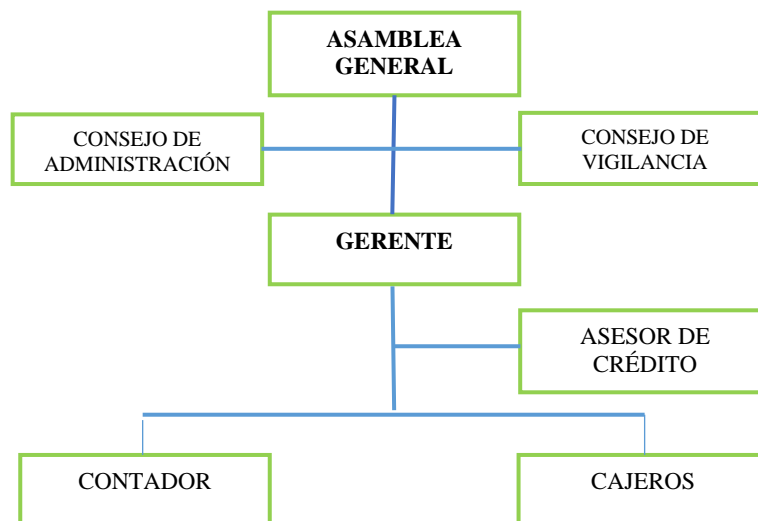 ASAMBLEA
GENERAL
CONSEJO DE
ADMINISTRACIÓN
CONSEJO DE
VIGILANCIA
GERENTE
ASESOR DE
CRÉDITO
CONTADOR
CAJEROS